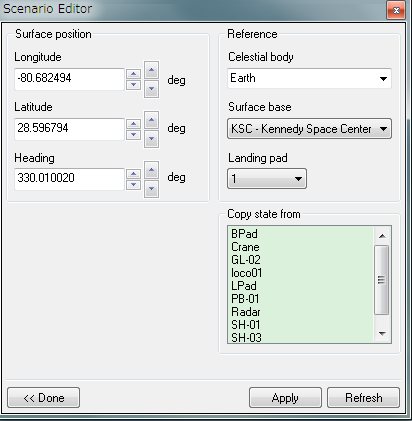 Scenario Editor
Surface position
Longitude
-80.682494
deg
Latitude
28.596794
deg
Heading
330.010020
deg
Reference
Celestial body
Earth
Surface base
KSC - Kennedy Space Center
Landing pad
1
Copy state from
BPad
Crane
GL-02
loco01
LPad
PB-01
Radar
SH-01
SH-03
<< Done
Apply
Refresh